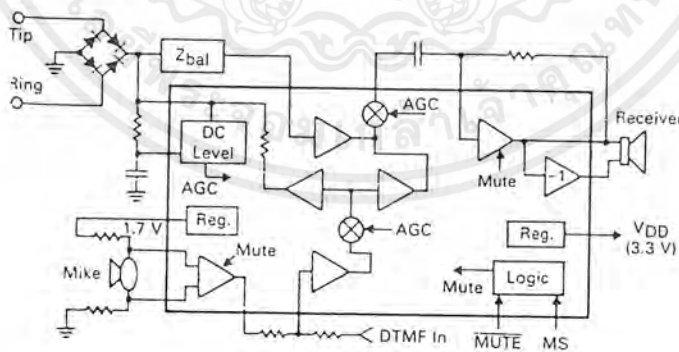 Tip
Ring
Zbal
AGC
Receiver
DC
Level
AGC
Mute
-1
1.7 V
Reg.
AGC
Reg.
VDD
(3.3 V)
Mike
Mute
Mute
Logic
DTMF In
MUTE
MS